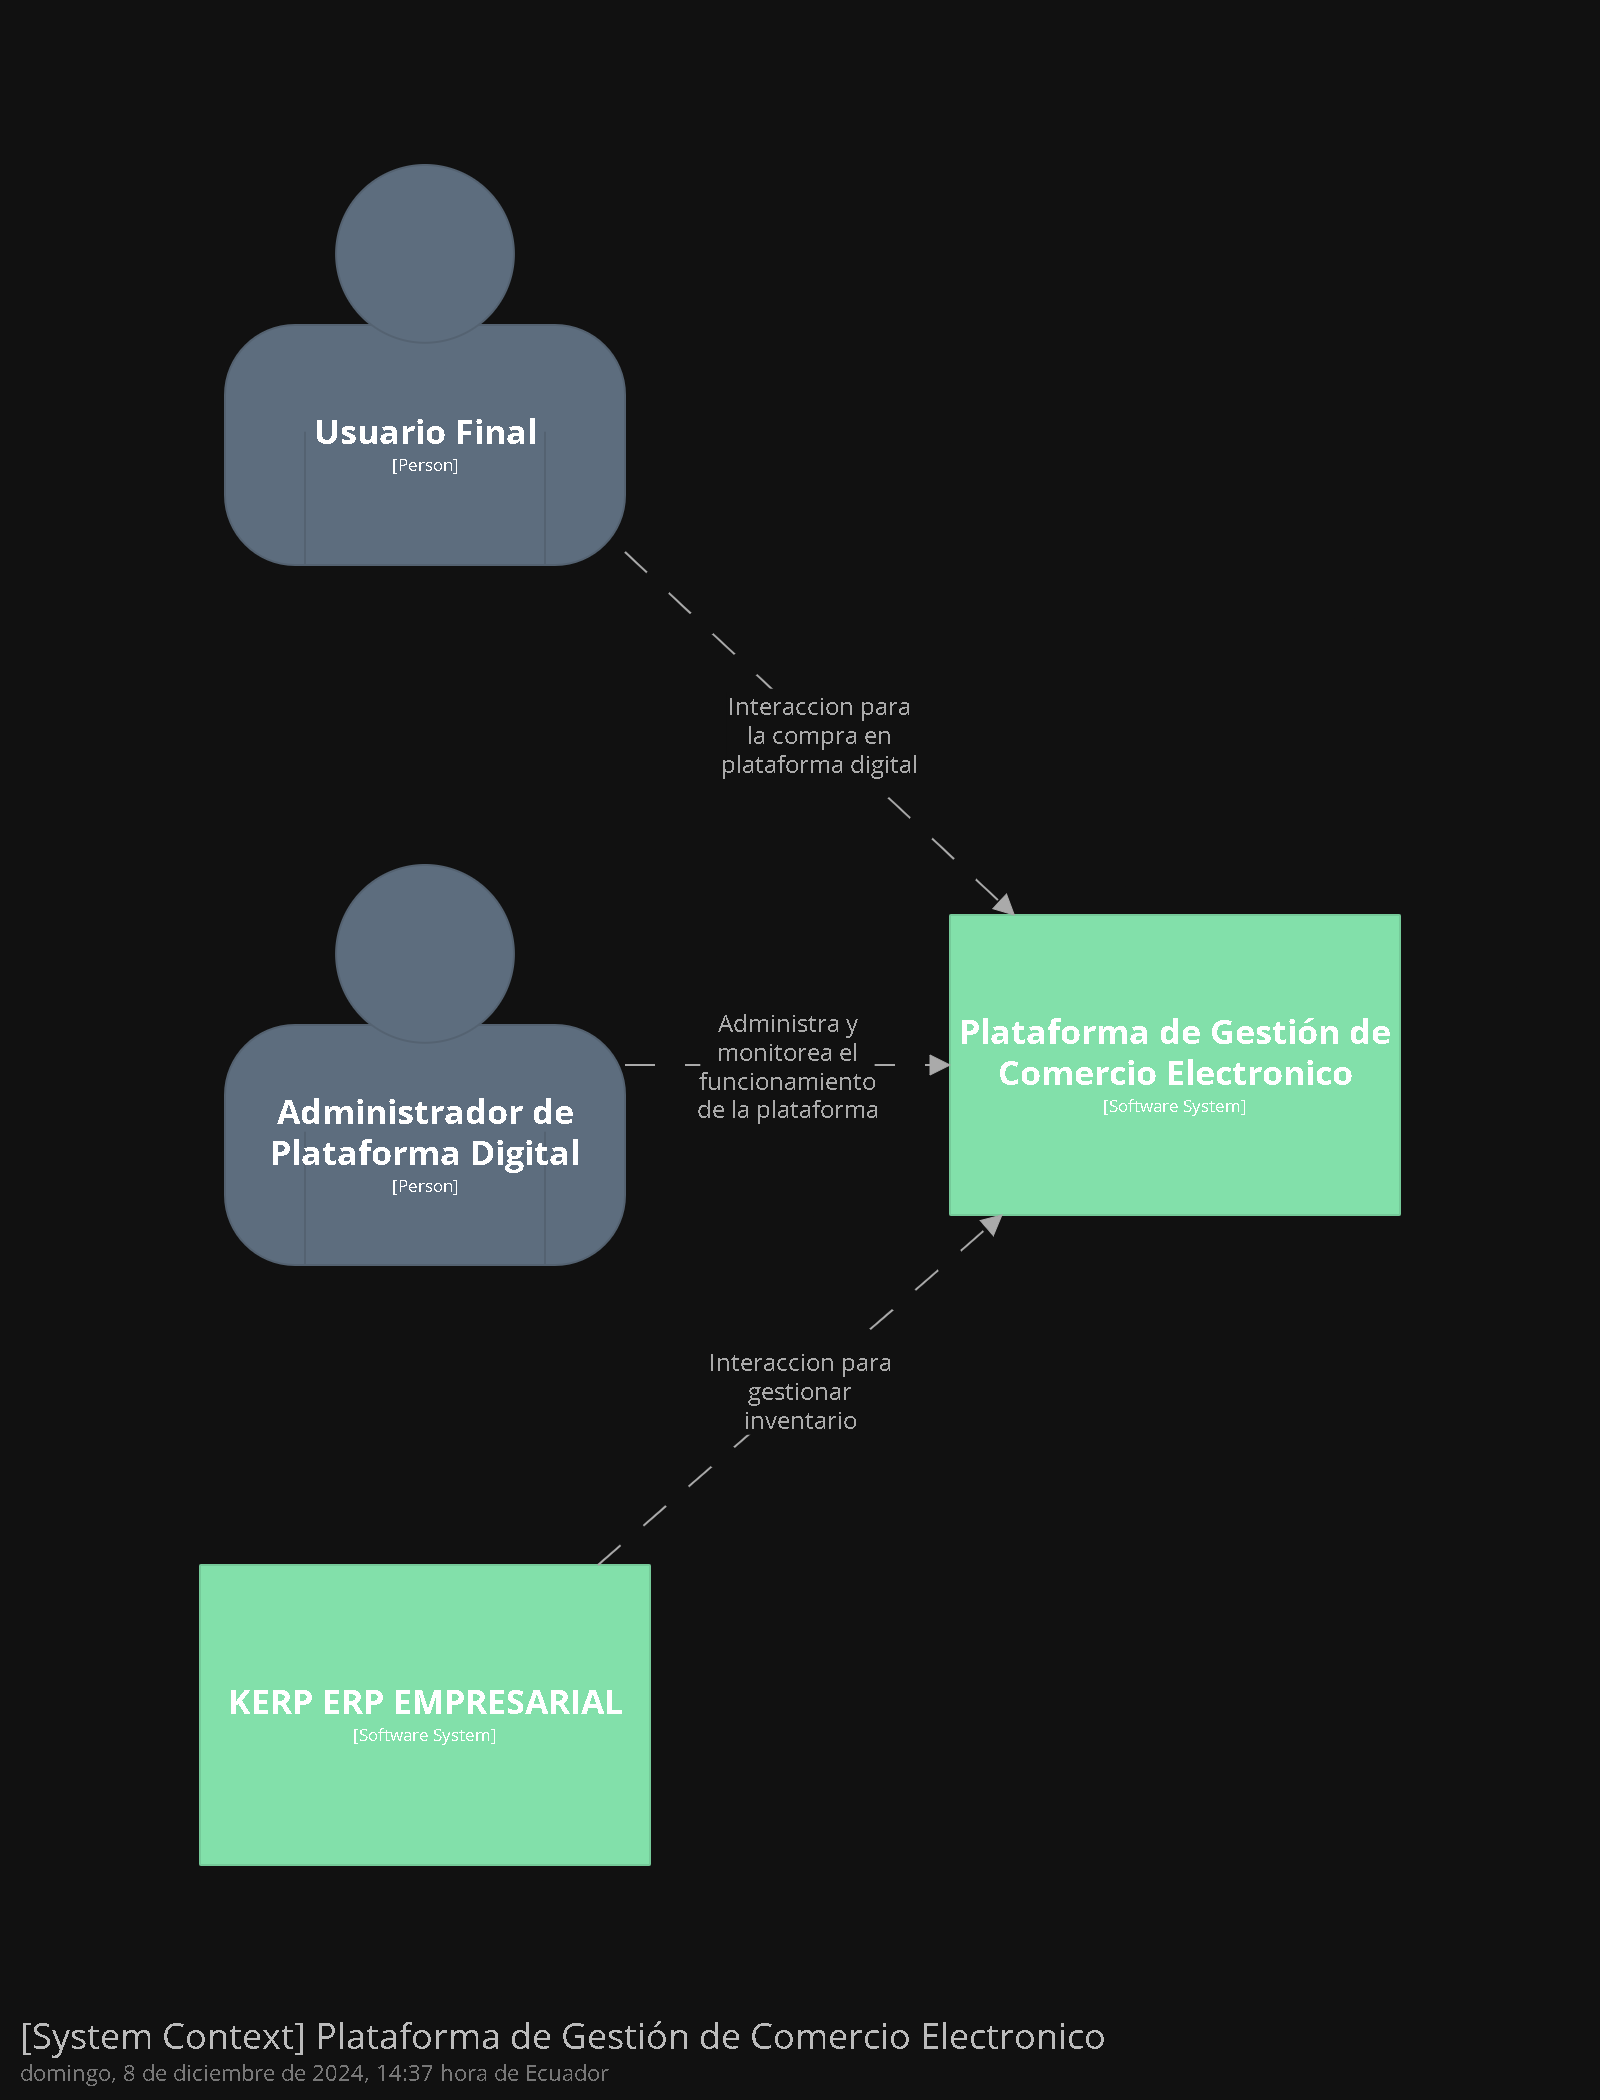 Usuario Final
[Person]
Interaccion para
la compra en
plataforma digital
Administrador de
Plataforma Digital
[Person]
Administra y
monitorea el
funcionamiento
de la plataforma
Plataforma de Gestión de
Comercio Electronico
[Software System]
Interaccion para
gestionar
inventario
KERP ERP EMPRESARIAL
[Software System]
[System Context] Plataforma de Gestión de Comercio Electronico
domingo, 8 de diciembre de 2024, 14:37 hora de Ecuador